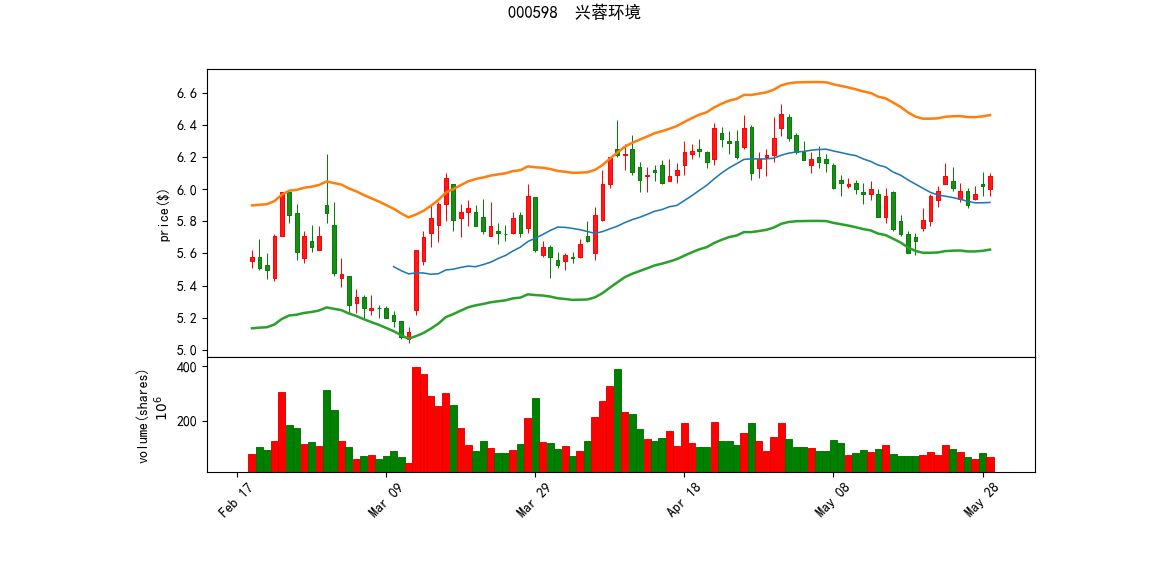 000598 兴蓉环境
price($)
6.6
6.4
6.2
6.0
5.8
5.6
5.4
5.2
5.0
volume(shares)
10^6
400
200
Feb 17
Mar 09
Mar 29
Apr 18
May 08
May 28